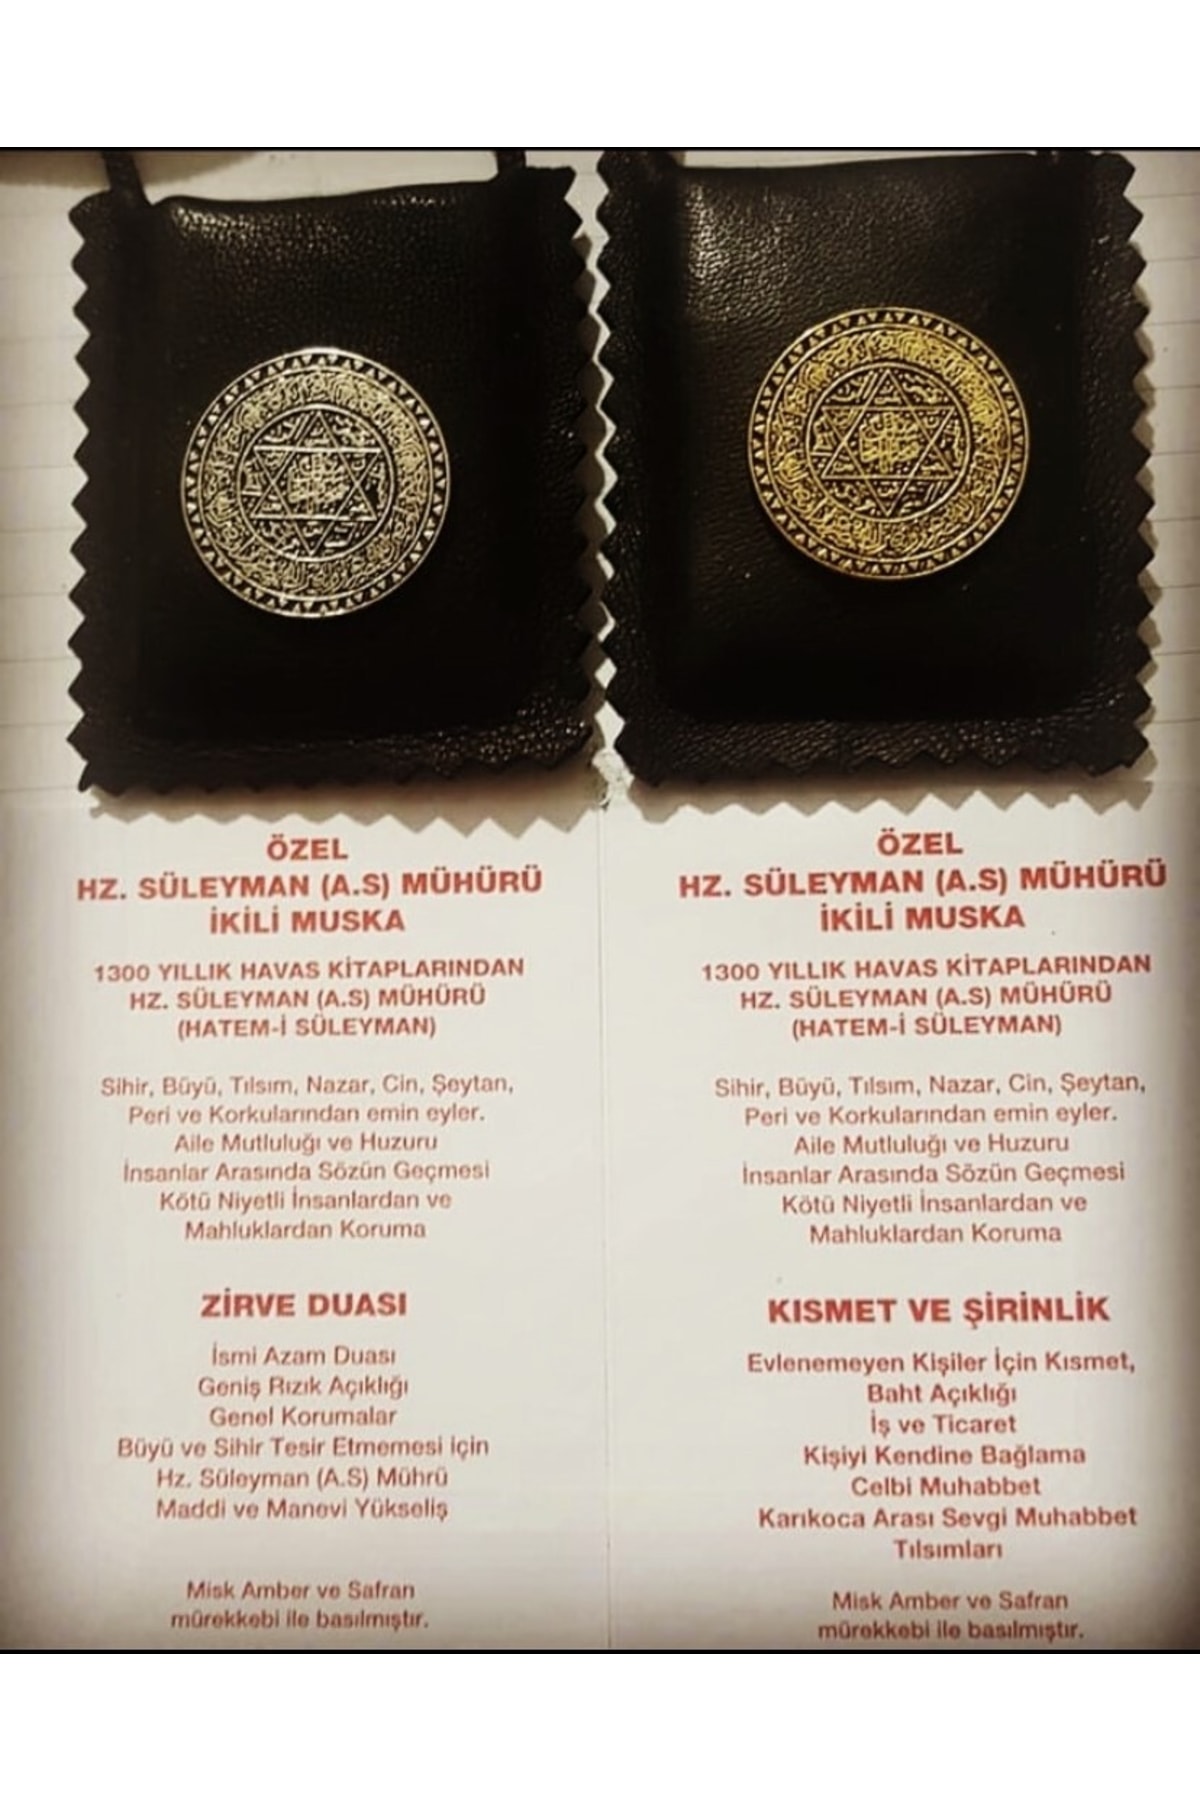 ÖZEL
HZ. SÜLEYMAN (A.S) MÜHÜRÜ
İKİLİ MUSKA
1300 YILLIK HAVAS KİTAPLARINDAN
HZ. SÜLEYMAN (A.S) MÜHÜRÜ
(HATEM-İ SÜLEYMAN)
Sihir, Büyü, Tılsım, Nazar, Cin, Şeytan,
Peri ve Korkularından emin eyler.
Aile Mutluluğı ve Huzuru
İnsanlar Arasında Sözün Geçmesi
Kötü Niyetli İnsanlardan ve
Mahluklardan Koruma
ZİRVE DUASI
İsmi Azam Duası
Geniş Rızık Açıklığı
Genel Korumalar
Büyü ve Sihir Tesir Etmemesi için
Hz. Süleyman (A.S) Mührü
Maddi ve Manevi Yükseliş
Misk Amber ve Safran
mürekkebi ile basılmıştır.
ÖZEL
HZ. SÜLEYMAN (A.S) MÜHÜRÜ
İKİLİ MUSKA
1300 YILLIK HAVAS KİTAPLARINDAN
HZ. SÜLEYMAN (A.S) MÜHÜRÜ
(HATEM-İ SÜLEYMAN)
Sihir, Büyü, Tılsım, Nazar, Cin, Şeytan,
Peri ve Korkularından emin eyler.
Aile Mutluluğı ve Huzuru
İnsanlar Arasında Sözün Geçmesi
Kötü Niyetli İnsanlardan ve
Mahluklardan Koruma
KISMET VE ŞİRİNLİK
Evlenemeyen Kişiler İçin Kısmet,
Baht Açıklığı
İş ve Ticaret
Kişiyi Kendine Bağlama
Celbi Muhabbet
Karıkoca Arası Sevgi Muhabbet
Tılsımları
Misk Amber ve Safran
mürekkebi ile basılmıştır.